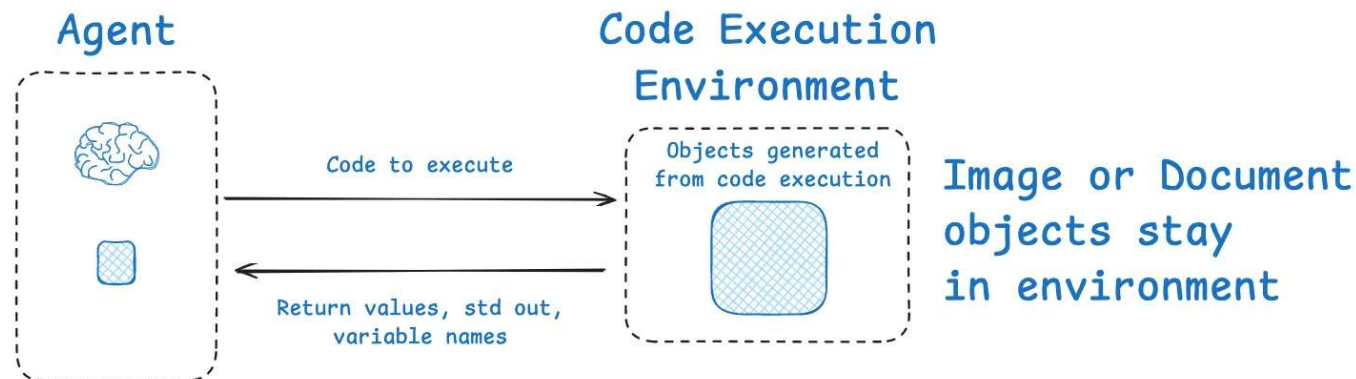 Agent
Code Execution
Environment
Code to execute
Return values, std out,
variable names
Objects generated
from code execution
Image or Document
objects stay
in environment